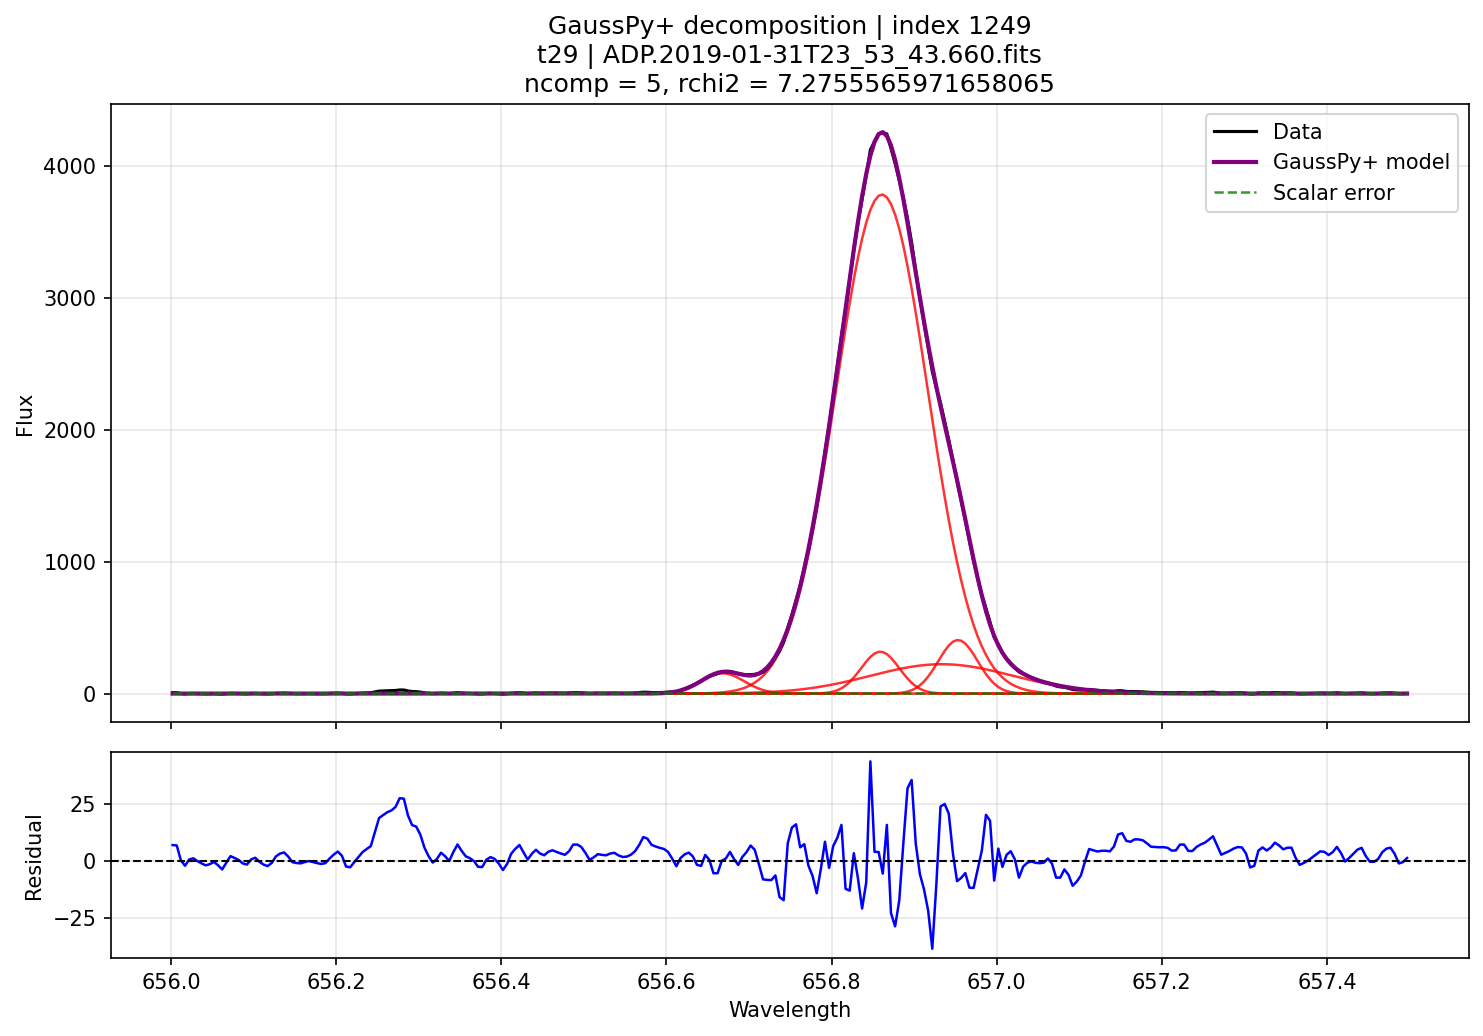 GaussPy+ decomposition | index 1249
t29 | ADP.2019-01-31T23_53_43.660.fits
ncomp = 5, rchi2 = 7.2755565971658065
Data
GaussPy+ model
Scalar error
4000
3000
2000
1000
0
Flux
25
0
−25
Residual
656.0 656.2 656.4 656.6 656.8 657.0 657.2 657.4
Wavelength